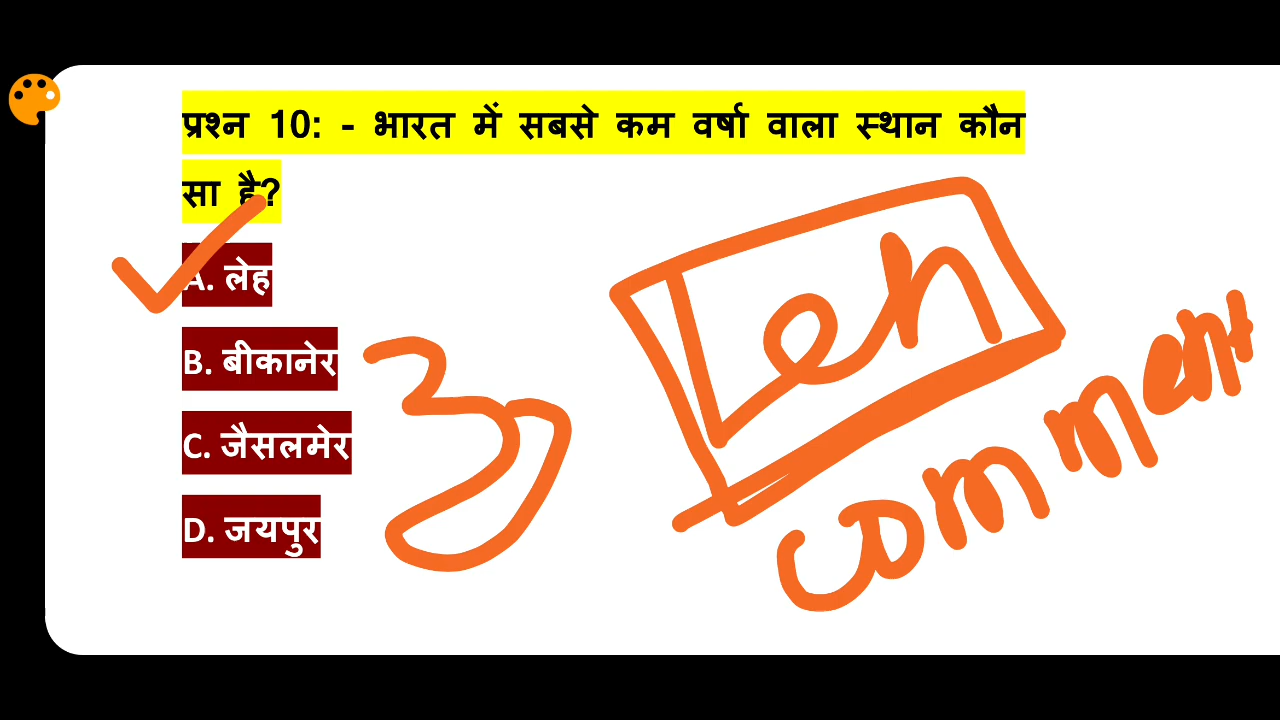 प्रश्न 10: - भारत में सबसे कम वर्षा वाला स्थान कौन
सा है?
A. लेह
B. बीकानेर
C. जैसलमेर
D. जयपुर
Leh
comment